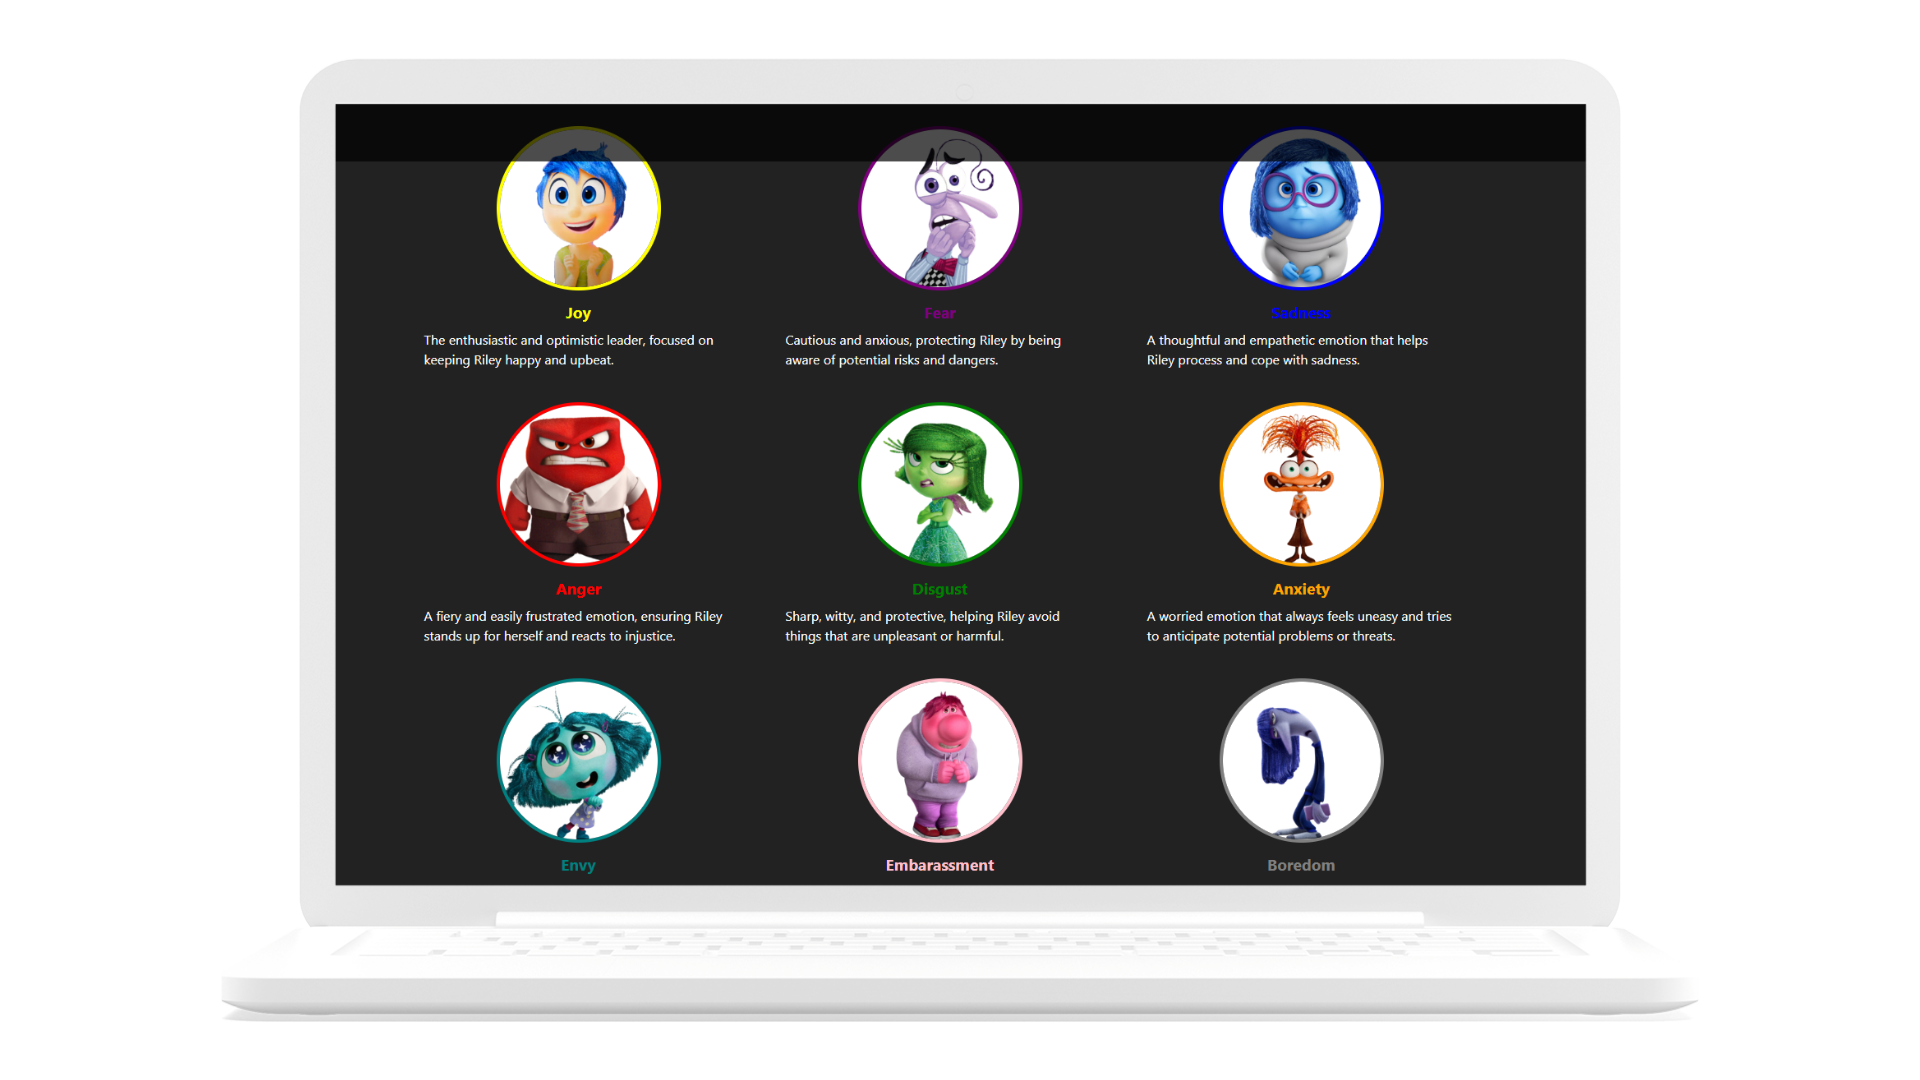 Joy
The enthusiastic and optimistic leader, focused on
keeping Riley happy and upbeat.
Fear
Cautious and anxious, protecting Riley by being
aware of potential risks and dangers.
Sadness
A thoughtful and empathetic emotion that helps
Riley process and cope with sadness.
Anger
A fiery and easily frustrated emotion, ensuring Riley
stands up for herself and reacts to injustice.
Disgust
Sharp, witty, and protective, helping Riley avoid
things that are unpleasant or harmful.
Anxiety
A worried emotion that always feels uneasy and tries
to anticipate potential problems or threats.
Envy
Embarassment
Boredom